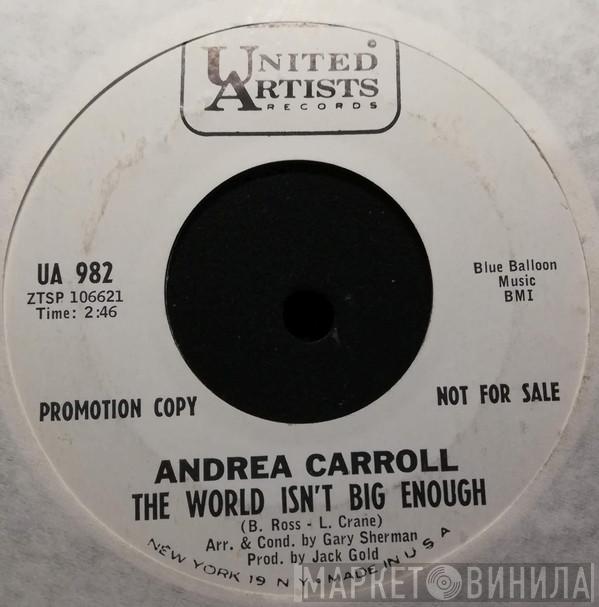 UNITED
ARTISTS
RECORDS
UA 982
ZTSP 106621
Time: 2:46
Blue Balloon
Music
BMI
PROMOTION COPY
NOT FOR SALE
ANDREA CARROLL
THE WORLD ISN'T BIG ENOUGH
(B. Ross - L. Crane)
Arr. & Cond. by Gary Sherman
Prod. by Jack Gold
NEW YORK 19 N Y • MADE IN U S A
МАРКЕТ ВИНИЛА